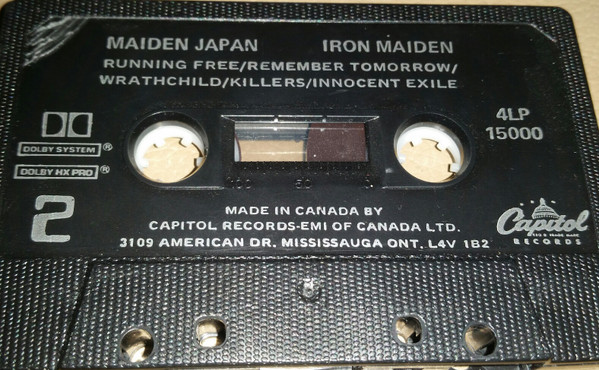 MAIDEN JAPAN IRON MAIDEN
RUNNING FREE/REMEMBER TOMORROW/
WRATHCHILD/KILLERS/INNOCENT EXILE
4LP
15000
DOLBY SYSTEM®
DOLBY HX PRO®
2
100 50
MADE IN CANADA BY
CAPITOL RECORDS-EMI OF CANADA LTD.
3109 AMERICAN DR. MISSISSAUGA ONT. L4V 1B2
Capitol
RECORDS